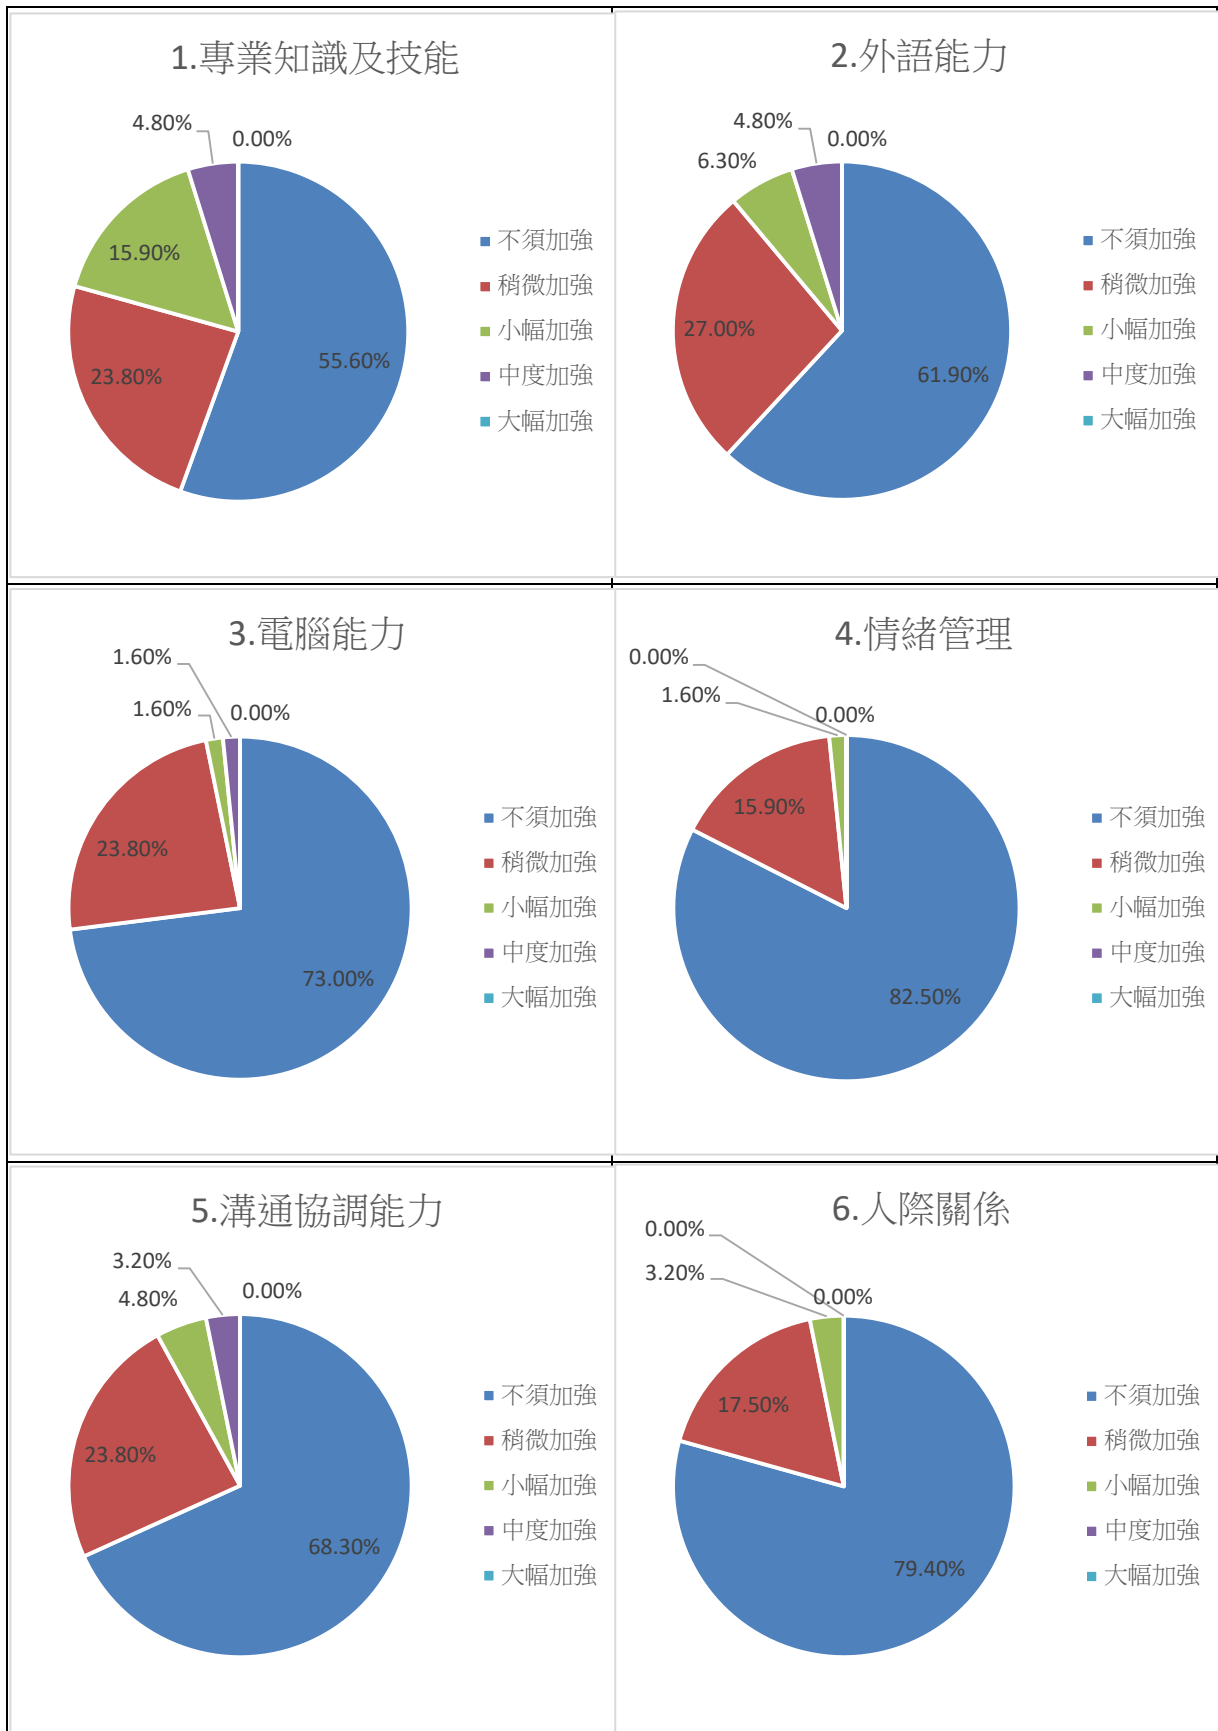 1.專業知識及技能
4.80%
0.00%
15.90%
23.80%
55.60%
不須加強
稍微加強
小幅加強
中度加強
大幅加強
2.外語能力
4.80%
0.00%
6.30%
27.00%
61.90%
不須加強
稍微加強
小幅加強
中度加強
大幅加強
3.電腦能力
1.60%
1.60%
0.00%
23.80%
73.00%
不須加強
稍微加強
小幅加強
中度加強
大幅加強
4.情緒管理
0.00%
1.60%
0.00%
15.90%
82.50%
不須加強
稍微加強
小幅加強
中度加強
大幅加強
5.溝通協調能力
3.20%
4.80%
0.00%
23.80%
68.30%
不須加強
稍微加強
小幅加強
中度加強
大幅加強
6.人際關係
0.00%
3.20%
0.00%
17.50%
79.40%
不須加強
稍微加強
小幅加強
中度加強
大幅加強